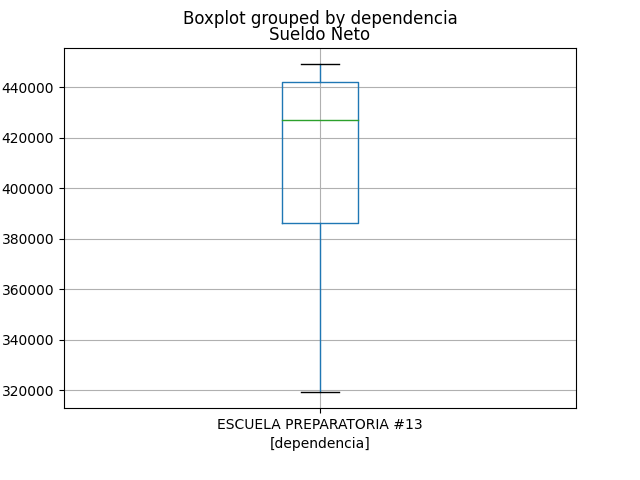 Boxplot grouped by dependencia
Sueldo Neto
440000
420000
400000
380000
360000
340000
320000
ESCUELA PREPARATORIA #13
[dependencia]